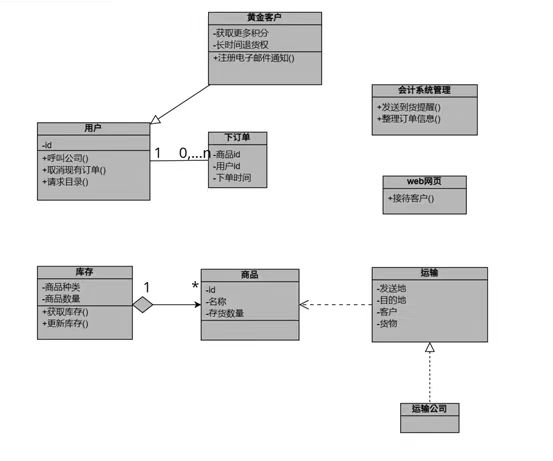 黄金客户
-获取更多积分
-长时间退货权
+注册电子邮件通知()
会计系统管理
+发送到货提醒()
+整理订单信息()
用户
-id
+呼叫公司()
+取消现有订单()
+请求目录()
1
0,...n
下订单
-商品id
-用户id
-下单时间
web网页
+接待客户()
库存
-商品种类
-商品数量
+获取库存()
+更新库存()
1
*
商品
-id
-名称
-存货数量
运输
-发送地
-目的地
-客户
-货物
运输公司